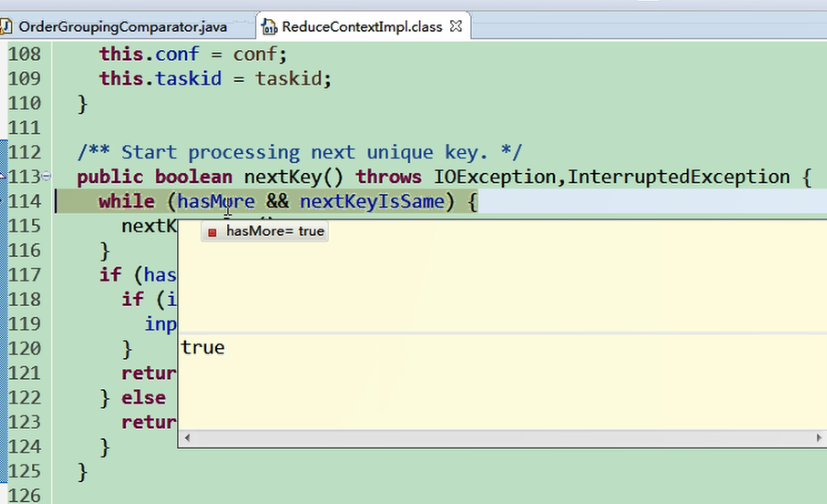 OrderGroupingComparator.java ReduceContextImpl.class
108 this.conf = conf;
109 this.taskid = taskid;
110 }
111
112 /** Start processing next unique key. */
113 public boolean nextKey() throws IOException,InterruptedException {
114 while (hasMore && nextKeyIsSame) {
115 nextK
hasMore= true
116 }
117 if (has
118 if (i
119 inp
120 }
true
121 retur
122 } else
123 retur
124 }
125 }
126